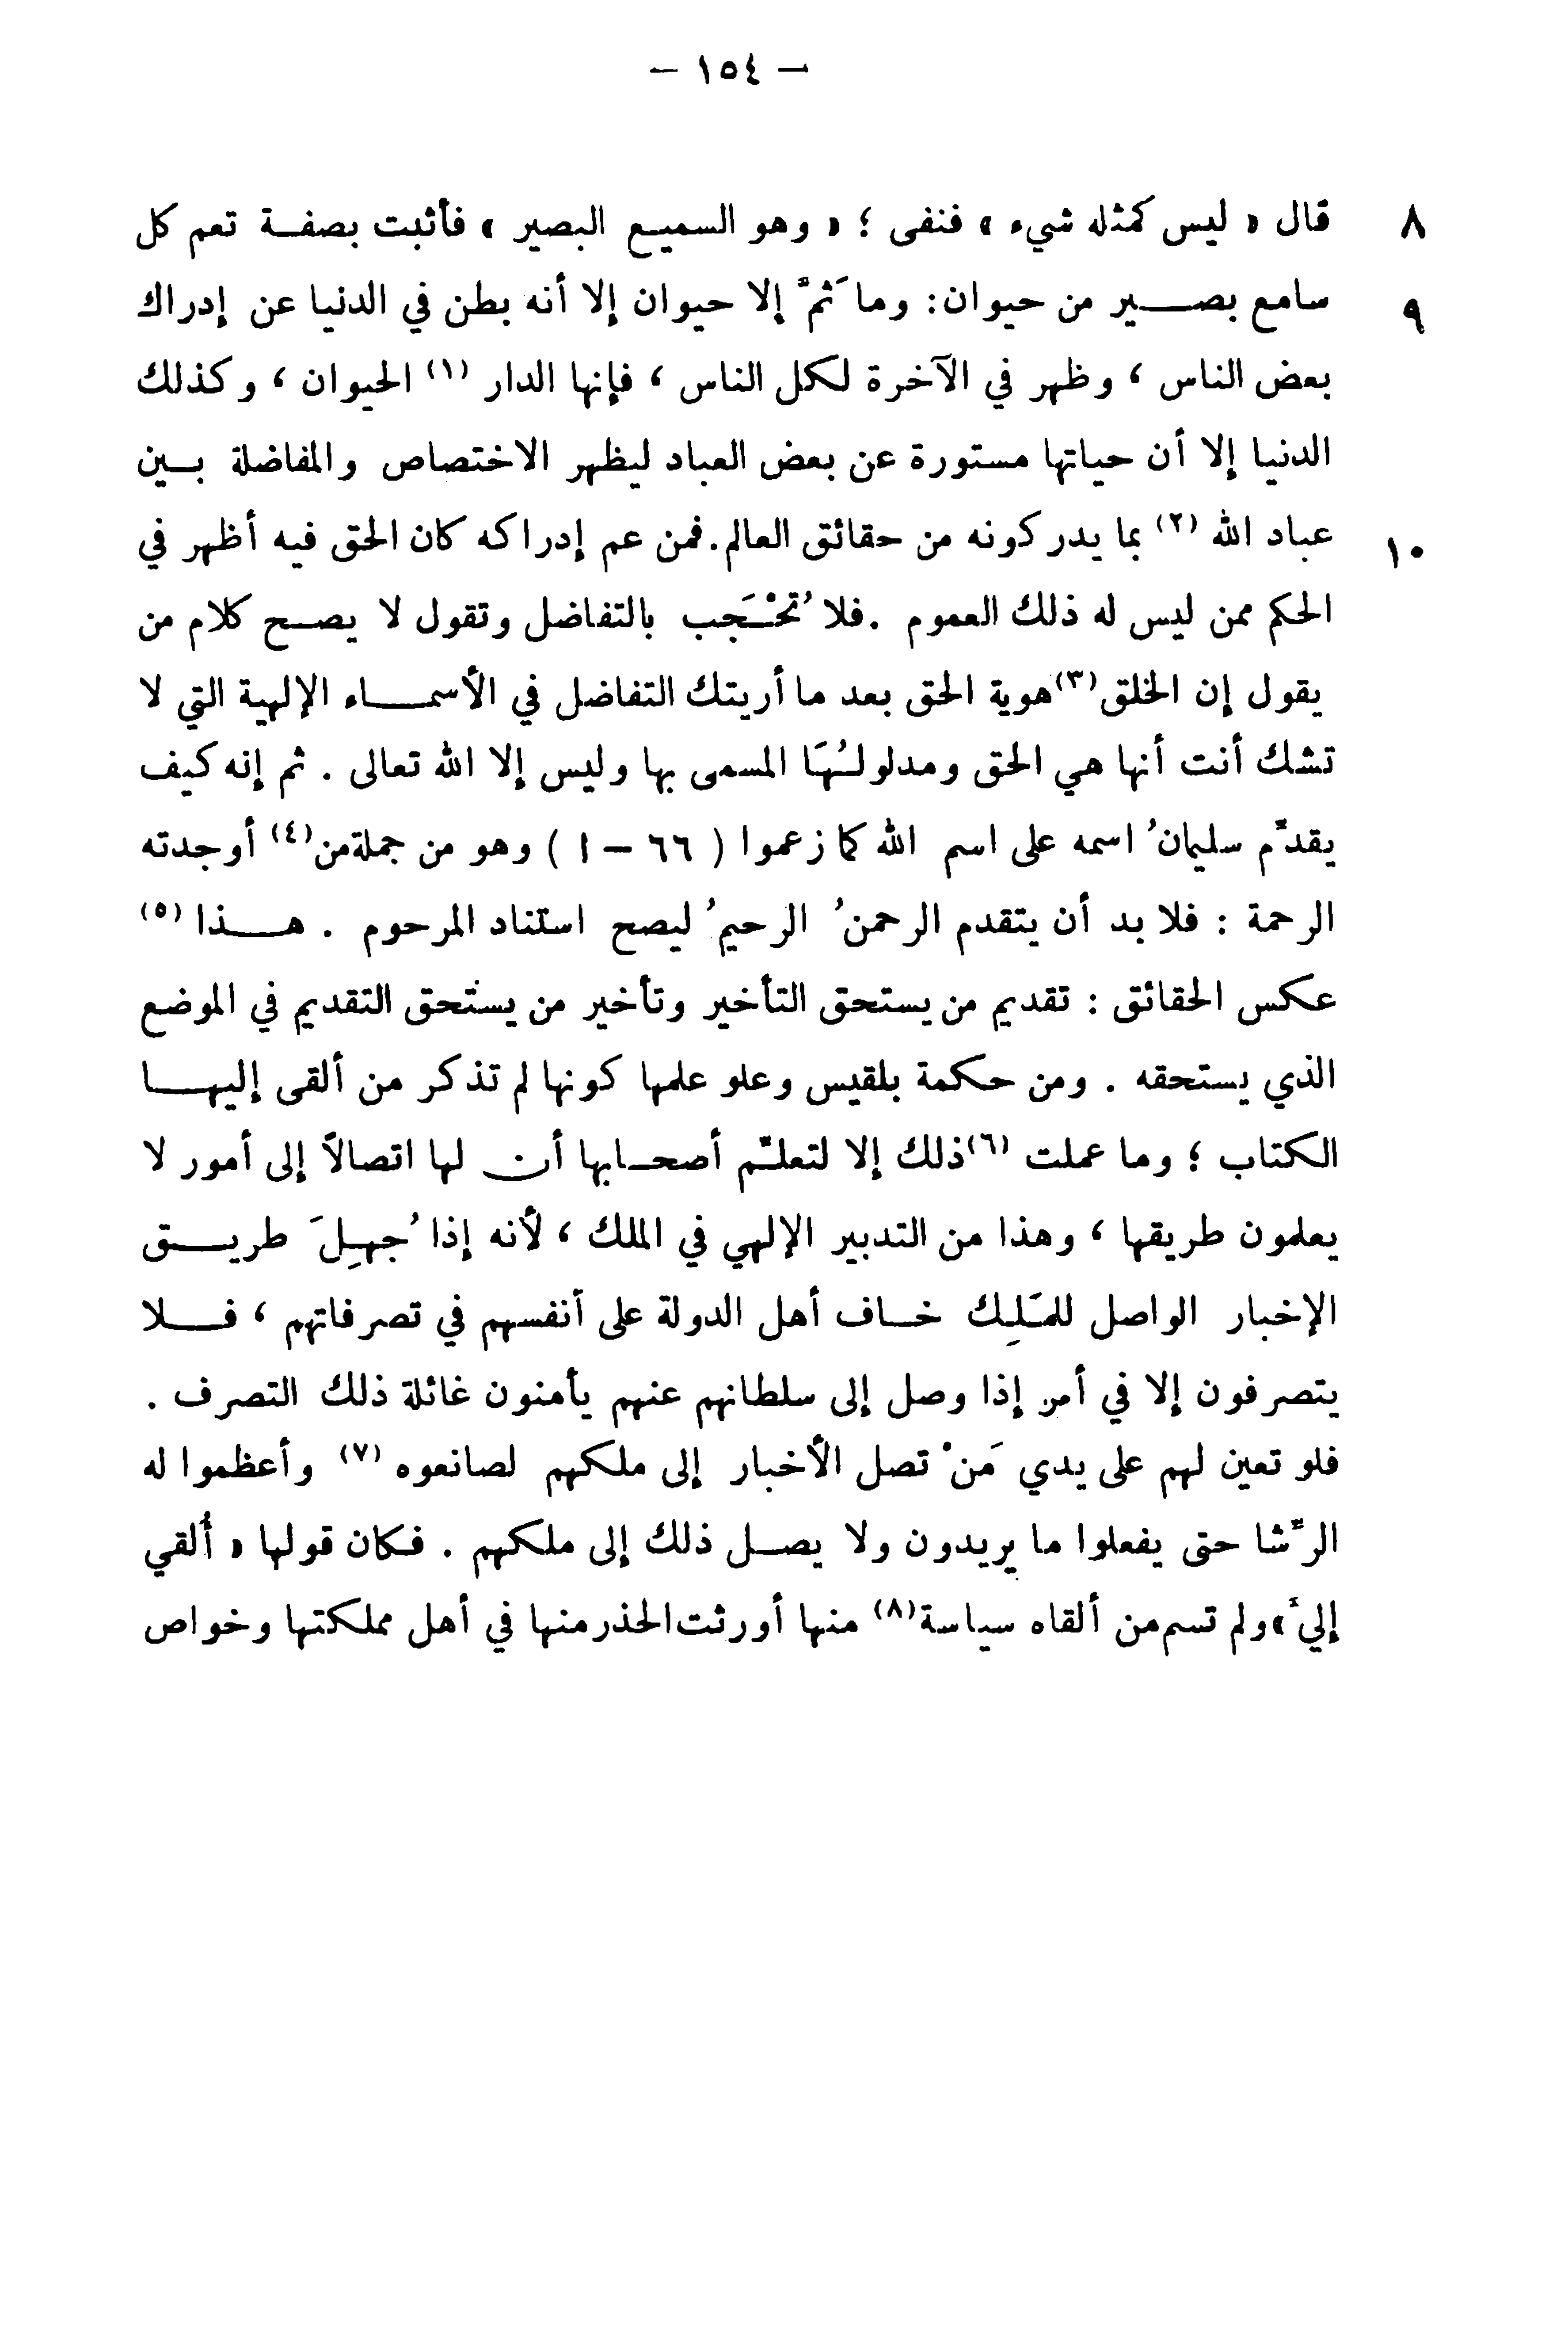 – ١٥٤ –
٨ قال « ليس كمثله شيء » فنفى ؛ « وهو السميع البصير » فأثبت بصفة تعم كل
٩ سامع بصير من حيوان: وما ثَمَّ إلا حيوان إلا أنه بطن في الدنيا عن إدراك
بعض الناس ، وظهر في الآخرة لكل الناس ، فإنها الدار (١) الحيوان ، وكذلك
الدنيا إلا أن حياتها مستورة عن بعض العباد ليظهر الاختصاص والمفاضلة بين
١٠ عباد الله (٢) بما يدركونه من حقائق العالم. فمن عم إدراكه كان الحق فيه أظهر في
الحكم ممن ليس له ذلك العموم . فلا تُحْجَب بالتفاضل وتقول لا يصح كلام من
يقول إن الخلق (٣) هوية الحق بعد ما أريتك التفاضل في الأسماء الإلهية التي لا
تشك أنت أنها هي الحق ومدلولُهَا المسمى بها وليس إلا الله تعالى . ثم إنه كيف
يقدِّم سليمانُ اسمه على اسم الله كما زعموا ( ٦٦ – ا ) وهو من جملة من (٤) أوجدته
الرحمة : فلا بد أن يتقدم الرحمنُ الرحيمُ ليصح استناد المرحوم . هذا (٥)
عكس الحقائق : تقديم من يستحق التأخير وتأخير من يستحق التقديم في الموضع
الذي يستحقه . ومن حكمة بلقيس وعلو علمها كونها لم تذكر من ألقى إليها
الكتاب ؛ وما عملت (٦) ذلك إلا لتعلِّم أصحابها أن لها اتصالاً إلى أمور لا
يعلمون طريقها ، وهذا من التدبير الإلهي في الملك ، لأنه إذا جُهِلَ طريق
الإخبار الواصل للمَلِك خاف أهل الدولة على أنفسهم في تصرفاتهم ، فلا
يتصرفون إلا في أمر إذا وصل إلى سلطانهم عنهم يأمنون غائلة ذلك التصرف .
فلو تعين لهم على يدي مَنْ تصل الأخبار إلى ملكهم لصانعوه (٧) وأعظموا له
الرِّشا حتى يفعلوا ما يريدون ولا يصل ذلك إلى ملكهم . فكان قولها « أُلقي
إليَّ » ولم تسم من ألقاه سياسة (٨) منها أورثت الحذر منها في أهل مملكتها وخواص